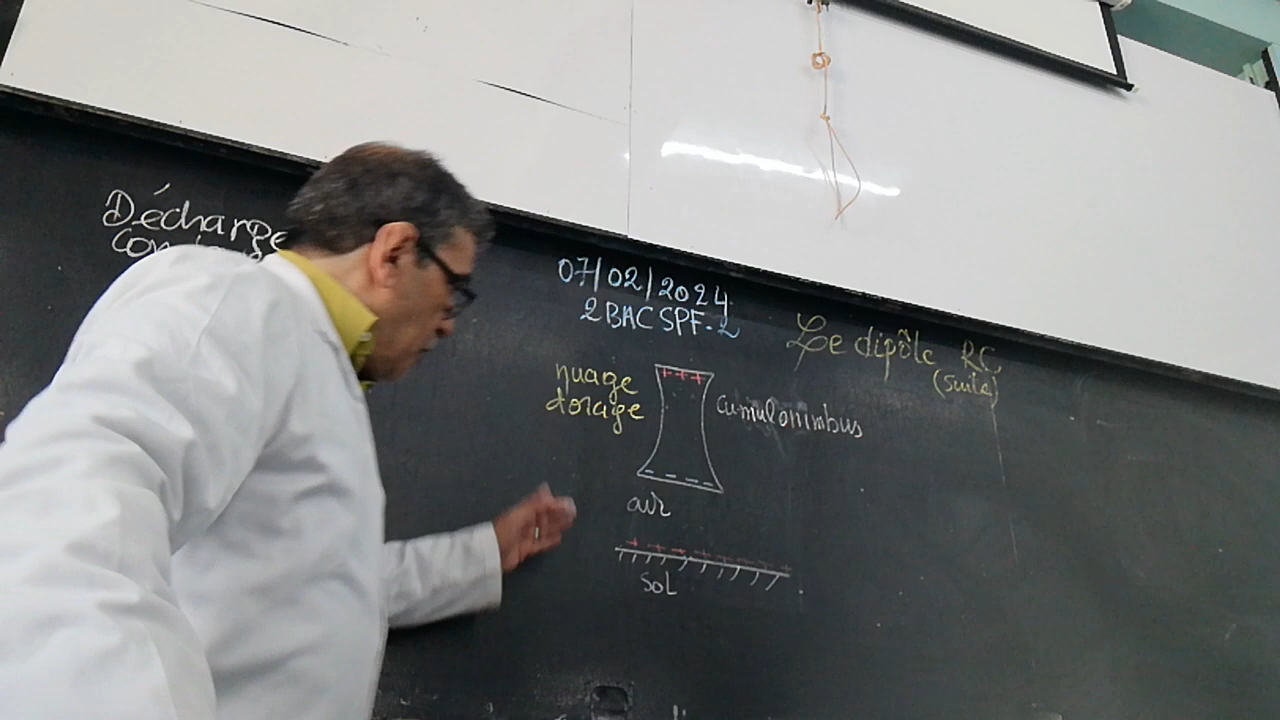 Décharge
07/02/2024
2BAC SPF-2
Le dipôle RC
(suite)
nuage
d'orage
+++
cumulonimbus
- - - -
air
+ + + + + + + +
SOL